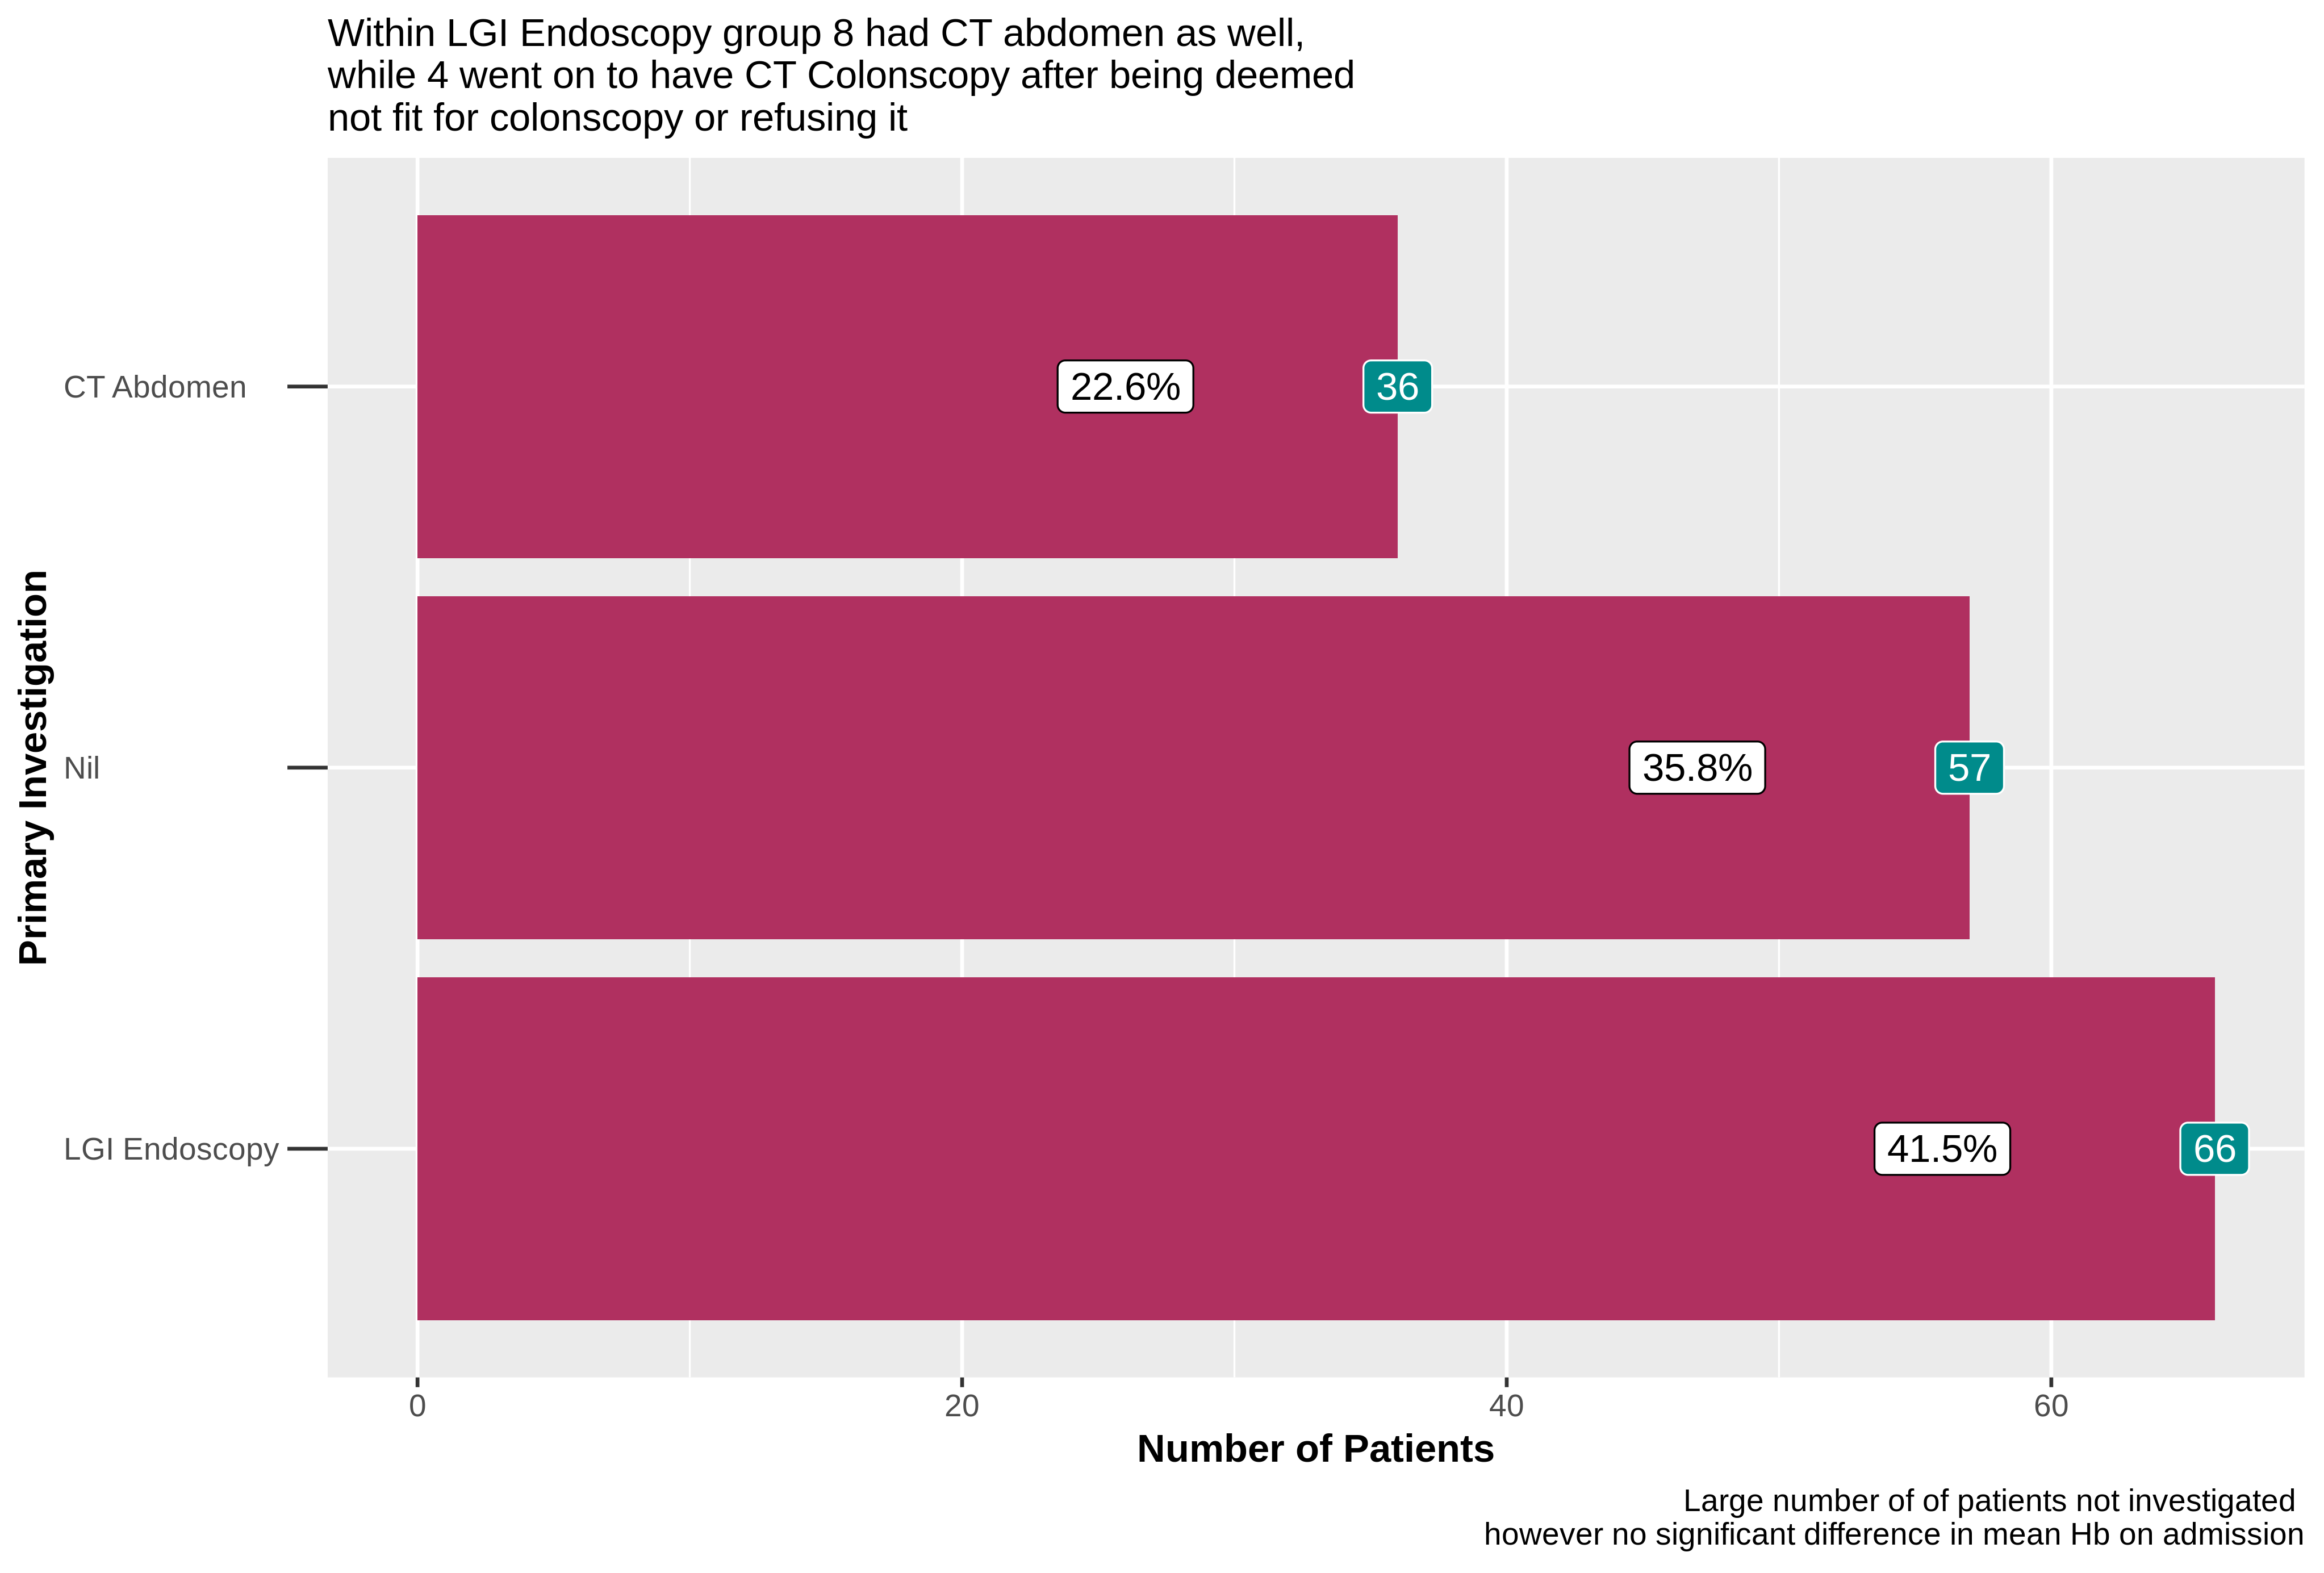 Within LGI Endoscopy group 8 had CT abdomen as well,
while 4 went on to have CT Colonscopy after being deemed
not fit for colonscopy or refusing it
Primary Investigation
CT Abdomen
22.6%
36
Nil
35.8%
57
LGI Endoscopy
41.5%
66
0 20 40 60
Number of Patients
Large number of of patients not investigated
however no significant difference in mean Hb on admission